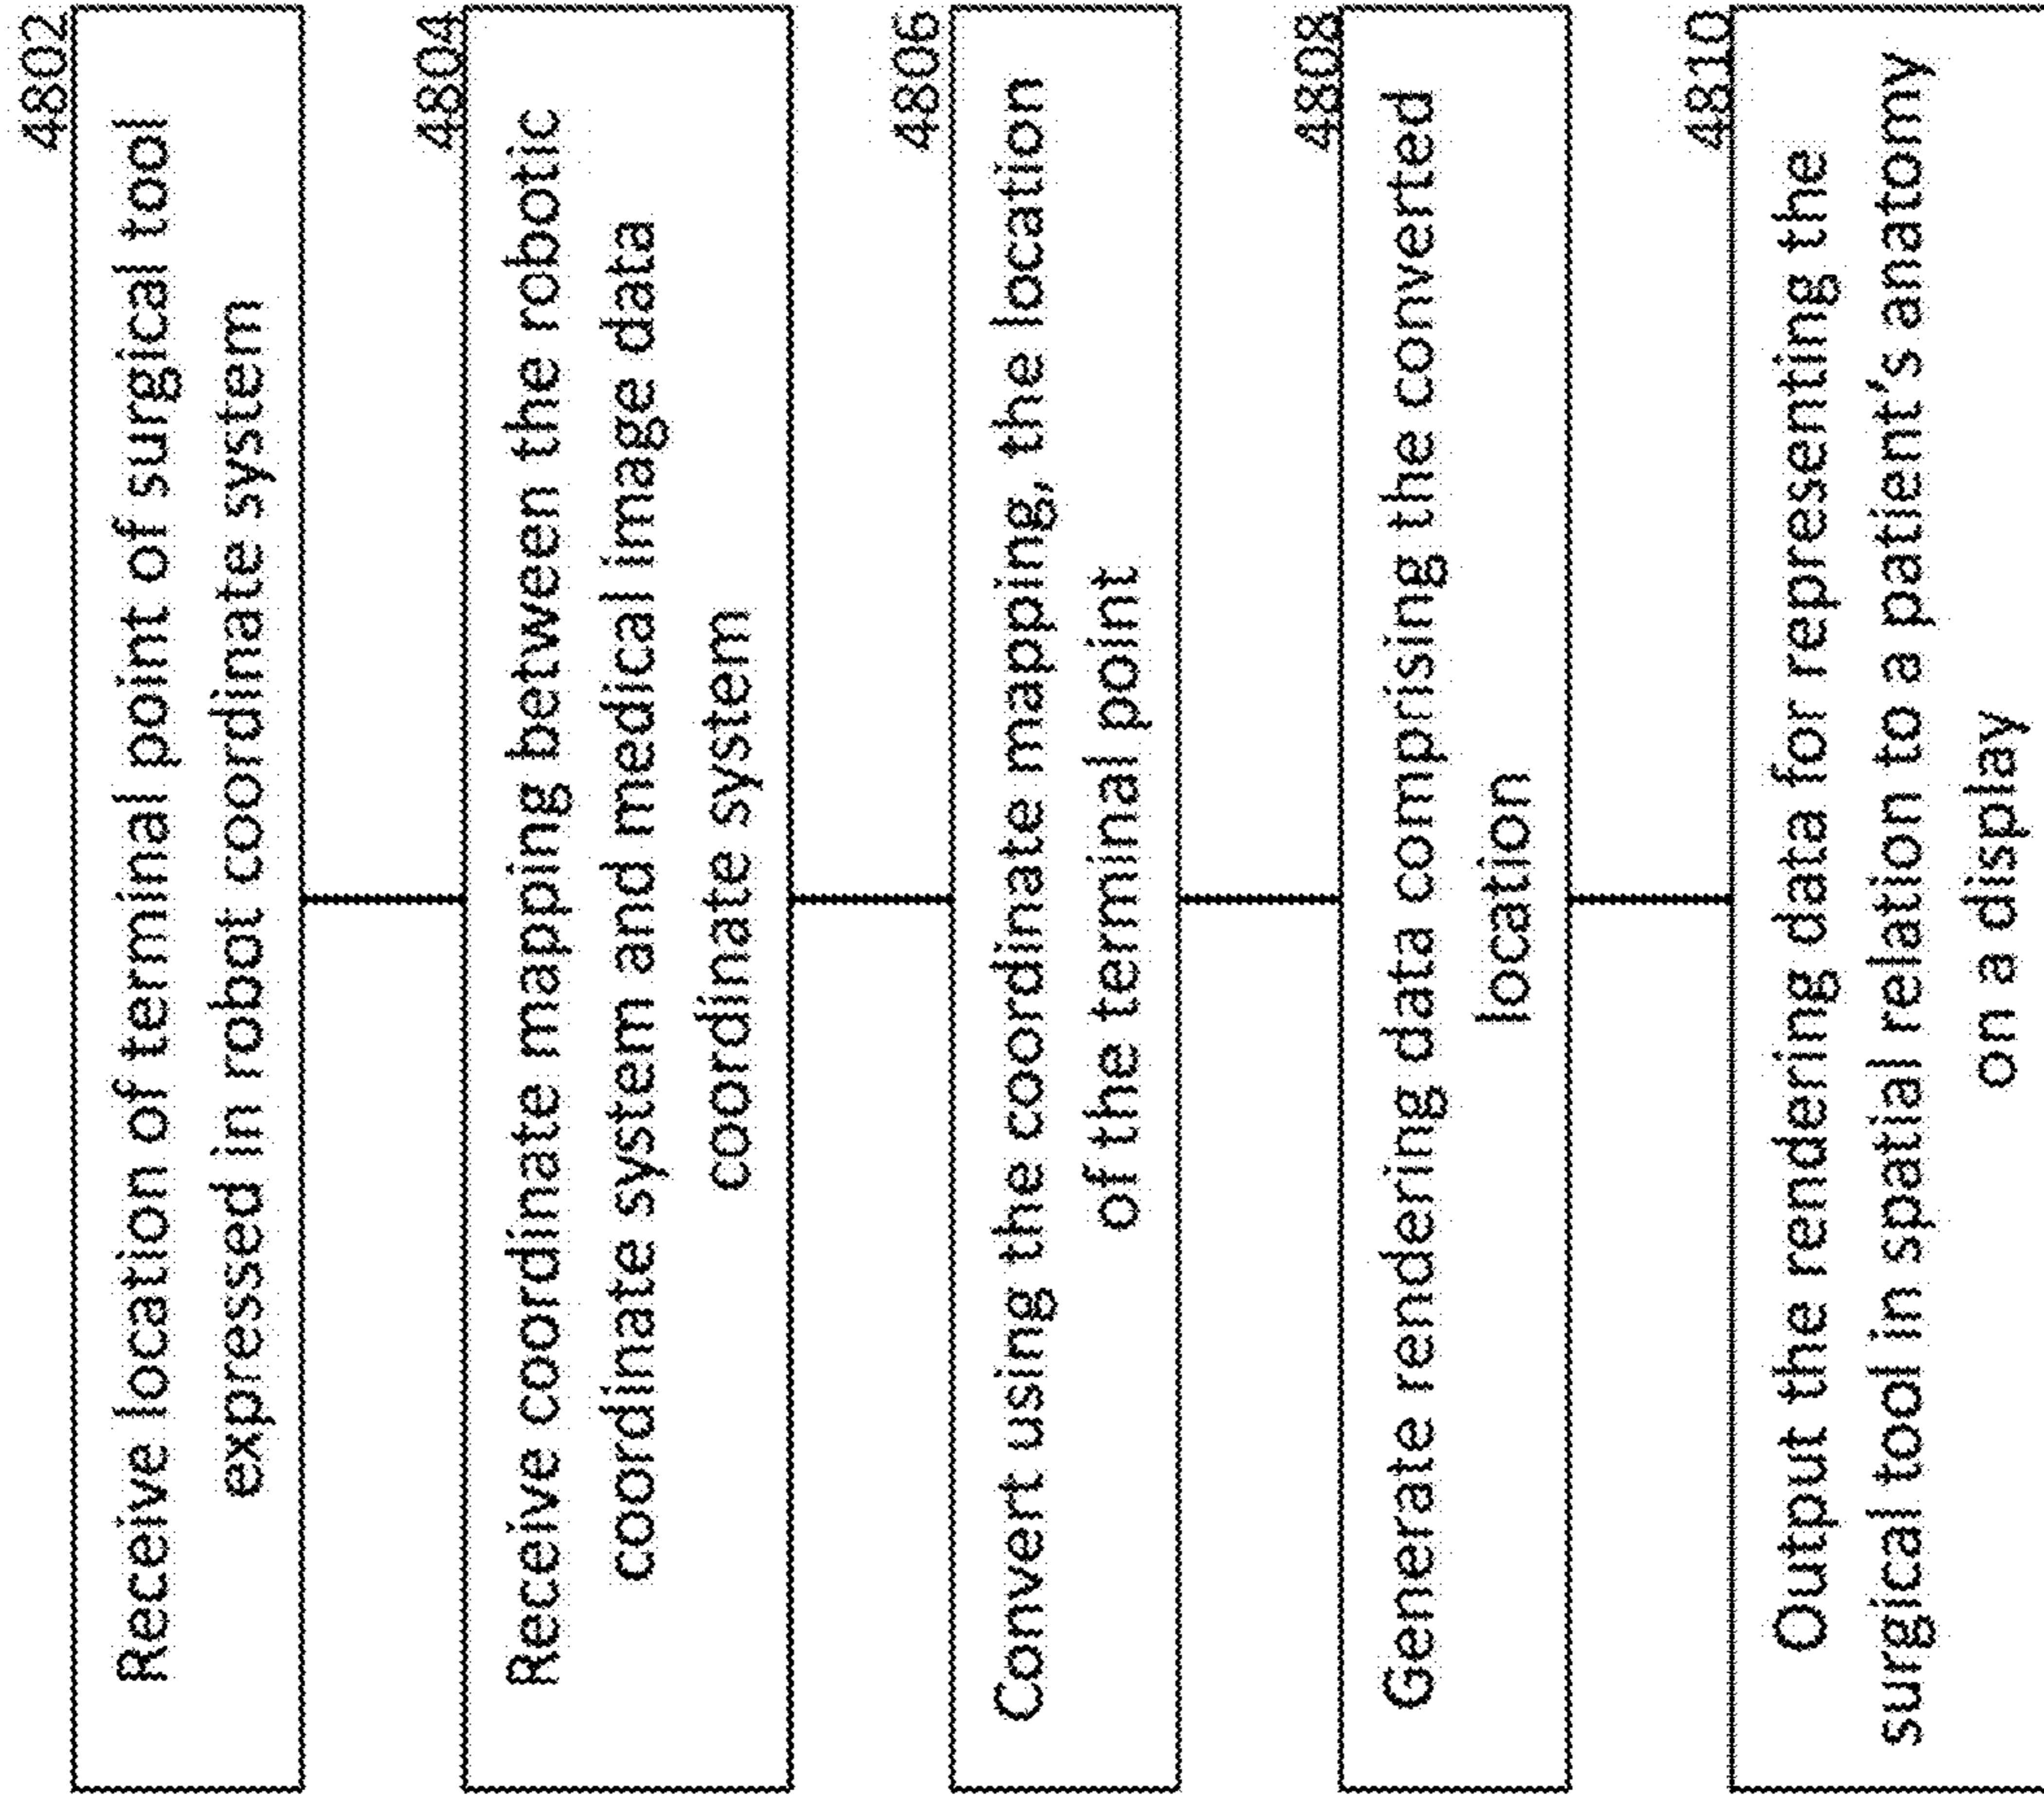 4802
Receive location of terminal point of surgical tool
expressed in robot coordinate system
4804
Receive coordinate mapping between the robotic
coordinate system and medical image data
coordinate system
4806
Convert using the coordinate mapping, the location
of the terminal point
4808
Generate rendering data comprising the converted
location
4810
Output the rendering data for representing the
surgical tool in spatial relation to a patient's anatomy
on a display